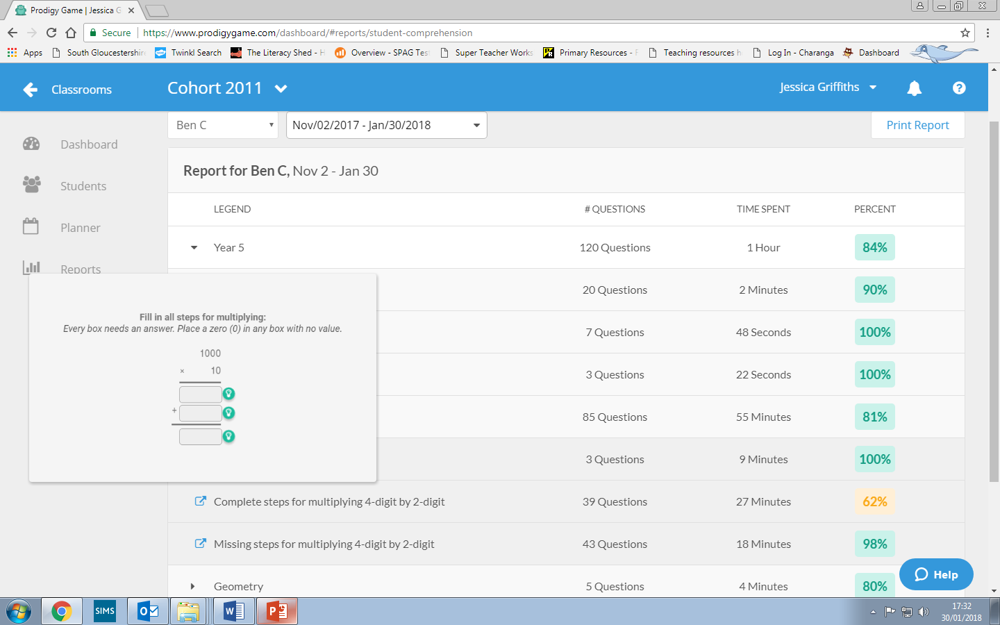 Prodigy Game | Jessica G
Secure https://www.prodigygame.com/dashboard/#reports/student-comprehension
Apps South Gloucestershire Twinkl Search The Literacy Shed - H Overview - SPAG Test Super Teacher Works Primary Resources - F Teaching resources h Log In - Charanga Dashboard
Classrooms Cohort 2011 Jessica Griffiths ?
Ben C Nov/02/2017 - Jan/30/2018 Print Report
Dashboard
Students
Planner
Reports
Report for Ben C, Nov 2 - Jan 30
LEGEND # QUESTIONS TIME SPENT PERCENT
Year 5 120 Questions 1 Hour 84%
20 Questions 2 Minutes 90%
7 Questions 48 Seconds 100%
3 Questions 22 Seconds 100%
85 Questions 55 Minutes 81%
3 Questions 9 Minutes 100%
Complete steps for multiplying 4-digit by 2-digit 39 Questions 27 Minutes 62%
Missing steps for multiplying 4-digit by 2-digit 43 Questions 18 Minutes 98%
Geometry 5 Questions 4 Minutes 80%
Fill in all steps for multiplying:
Every box needs an answer. Place a zero (0) in any box with no value.
1000
× 10
+
Help
SIMS
17:32
30/01/2018